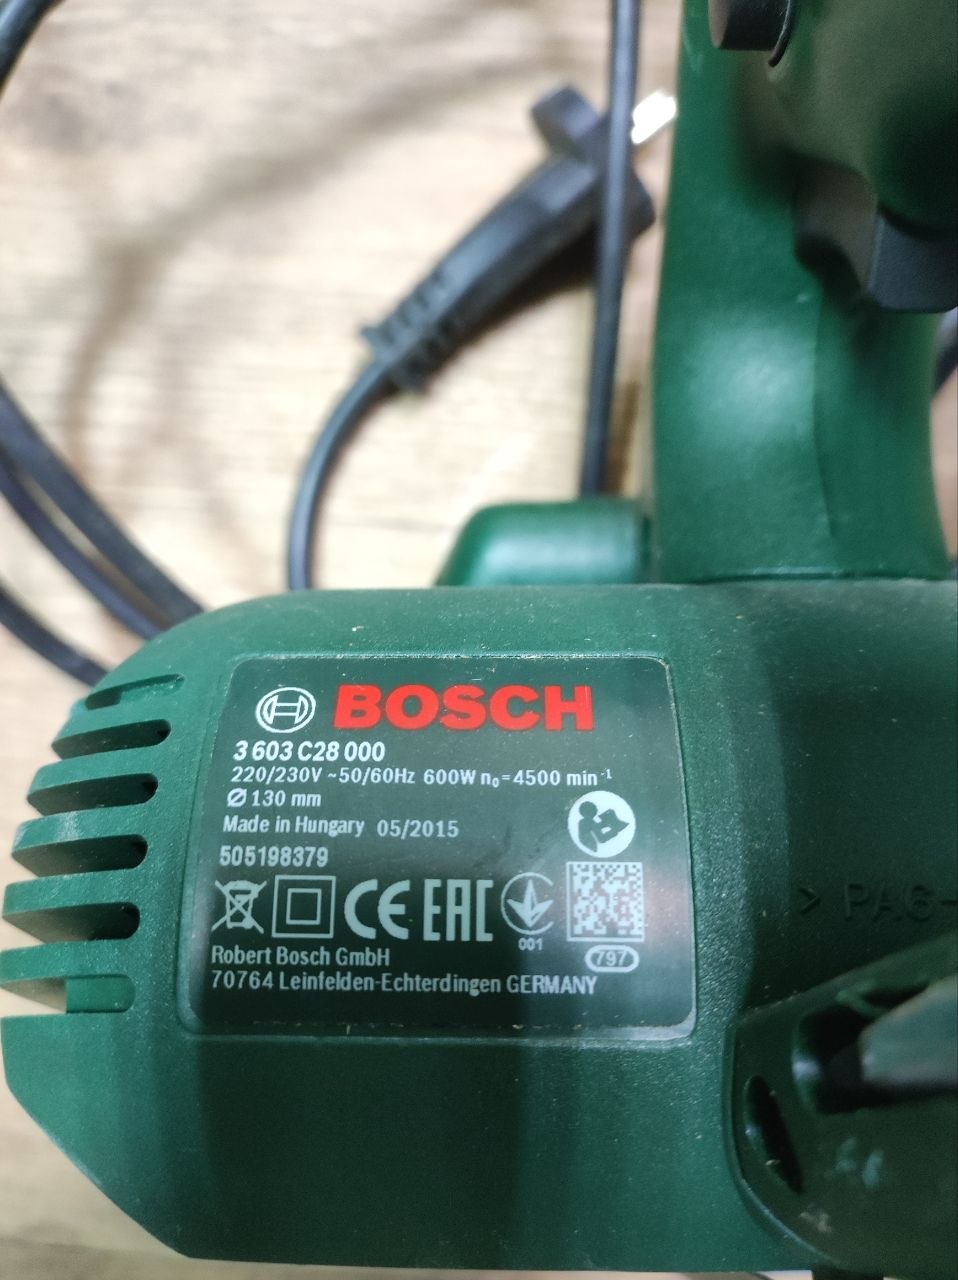 BOSCH
3 603 C28 000
220/230V ~50/60Hz 600W n₀=4500 min⁻¹
Ø 130 mm
Made in Hungary 05/2015
505198379
CE EAC
001
797
Robert Bosch GmbH
70764 Leinfelden-Echterdingen GERMANY
> PA6-